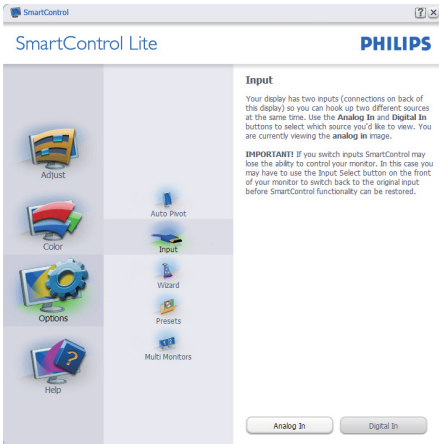 SmartControl
? ×
SmartControl Lite
PHILIPS
Adjust
Color
Options
Help
Auto Pivot
Input
Wizard
Presets
Multi Monitors
Input
Your display has two inputs (connections on back of
this display) so you can hook up two different sources
at the same time. Use the Analog In and Digital In
buttons to select which source you'd like to view. You
are currently viewing the analog in image.
IMPORTANT! If you switch inputs SmartControl may
lose the ability to control your monitor. In this case you
may have to use the Input Select button on the front
of your monitor to switch back to the original input
before SmartControl functionality can be restored.
Analog In
Digital In